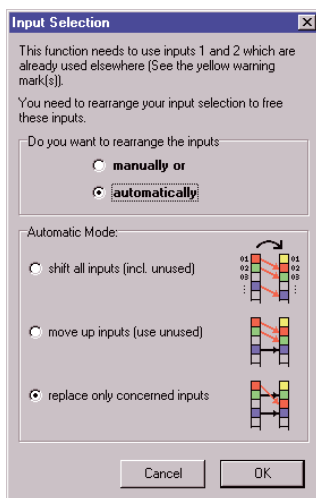 Input Selection
This function needs to use inputs 1 and 2 which are
already used elsewhere (See the yellow warning
mark(s)).
You need to rearrange your input selection to free
these inputs.
Do you want to rearrange the inputs
manually or
automatically
Automatic Mode:
shift all inputs (incl. unused)
01
02
03
⋮
01
02
03
⋮
move up inputs (use unused)
replace only concerned inputs
Cancel
OK